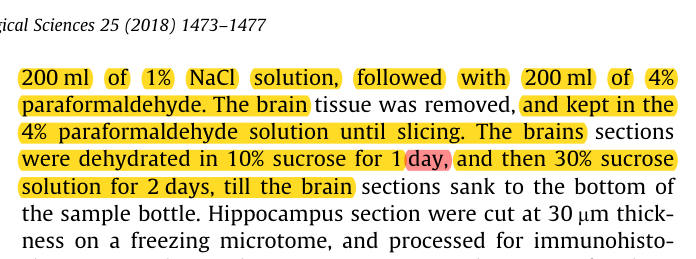 gical Sciences 25 (2018) 1473–1477
200 ml of 1% NaCl solution, followed with 200 ml of 4%
paraformaldehyde. The brain tissue was removed, and kept in the
4% paraformaldehyde solution until slicing. The brains sections
were dehydrated in 10% sucrose for 1 day, and then 30% sucrose
solution for 2 days, till the brain sections sank to the bottom of
the sample bottle. Hippocampus section were cut at 30 μm thick-
ness on a freezing microtome, and processed for immunohisto-